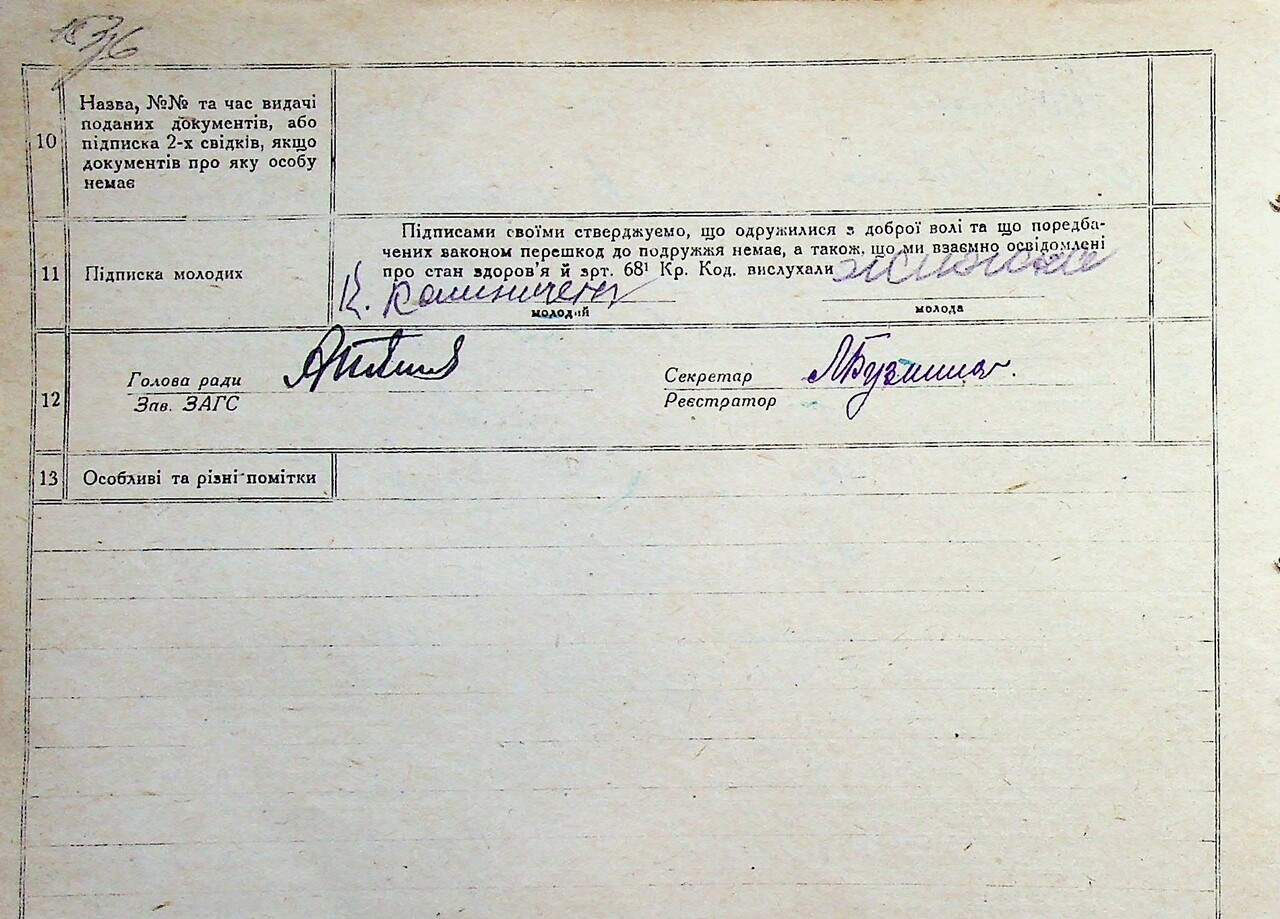 10
Назва, №№ та час видачі
поданих документів, або
підписка 2-х свідків, якщо
документів про яку особу
немає
11
Підписка молодих
Підписами своїми стверджуємо, що одружилися з доброї волі та що поредба-
чених законом перешкод до подружжя немає, а також, що ми взаємно освідомлені
про стан здоров'я й зрт. 68¹ Кр. Код. вислухали
К. Калиниченко
молодий
молода
12
Голова ради
Зав. ЗАГС
Секретар
Реєстратор
13
Особливі та різні помітки